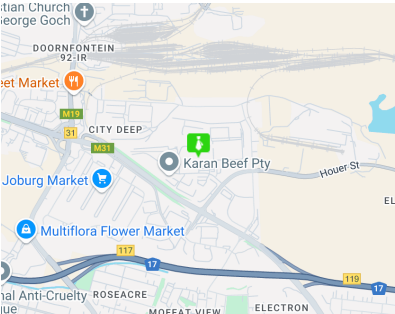 stian Church
George Goch
DOORNFONTEIN
92-IR
eet Market
M19
31
CITY DEEP
M31
Karan Beef Pty
Houer St
Joburg Market
EL
Multiflora Flower Market
117
17
119
17
nal Anti-Cruelty
que
ROSEACRE
ELECTRON
MOFFAT VIEW